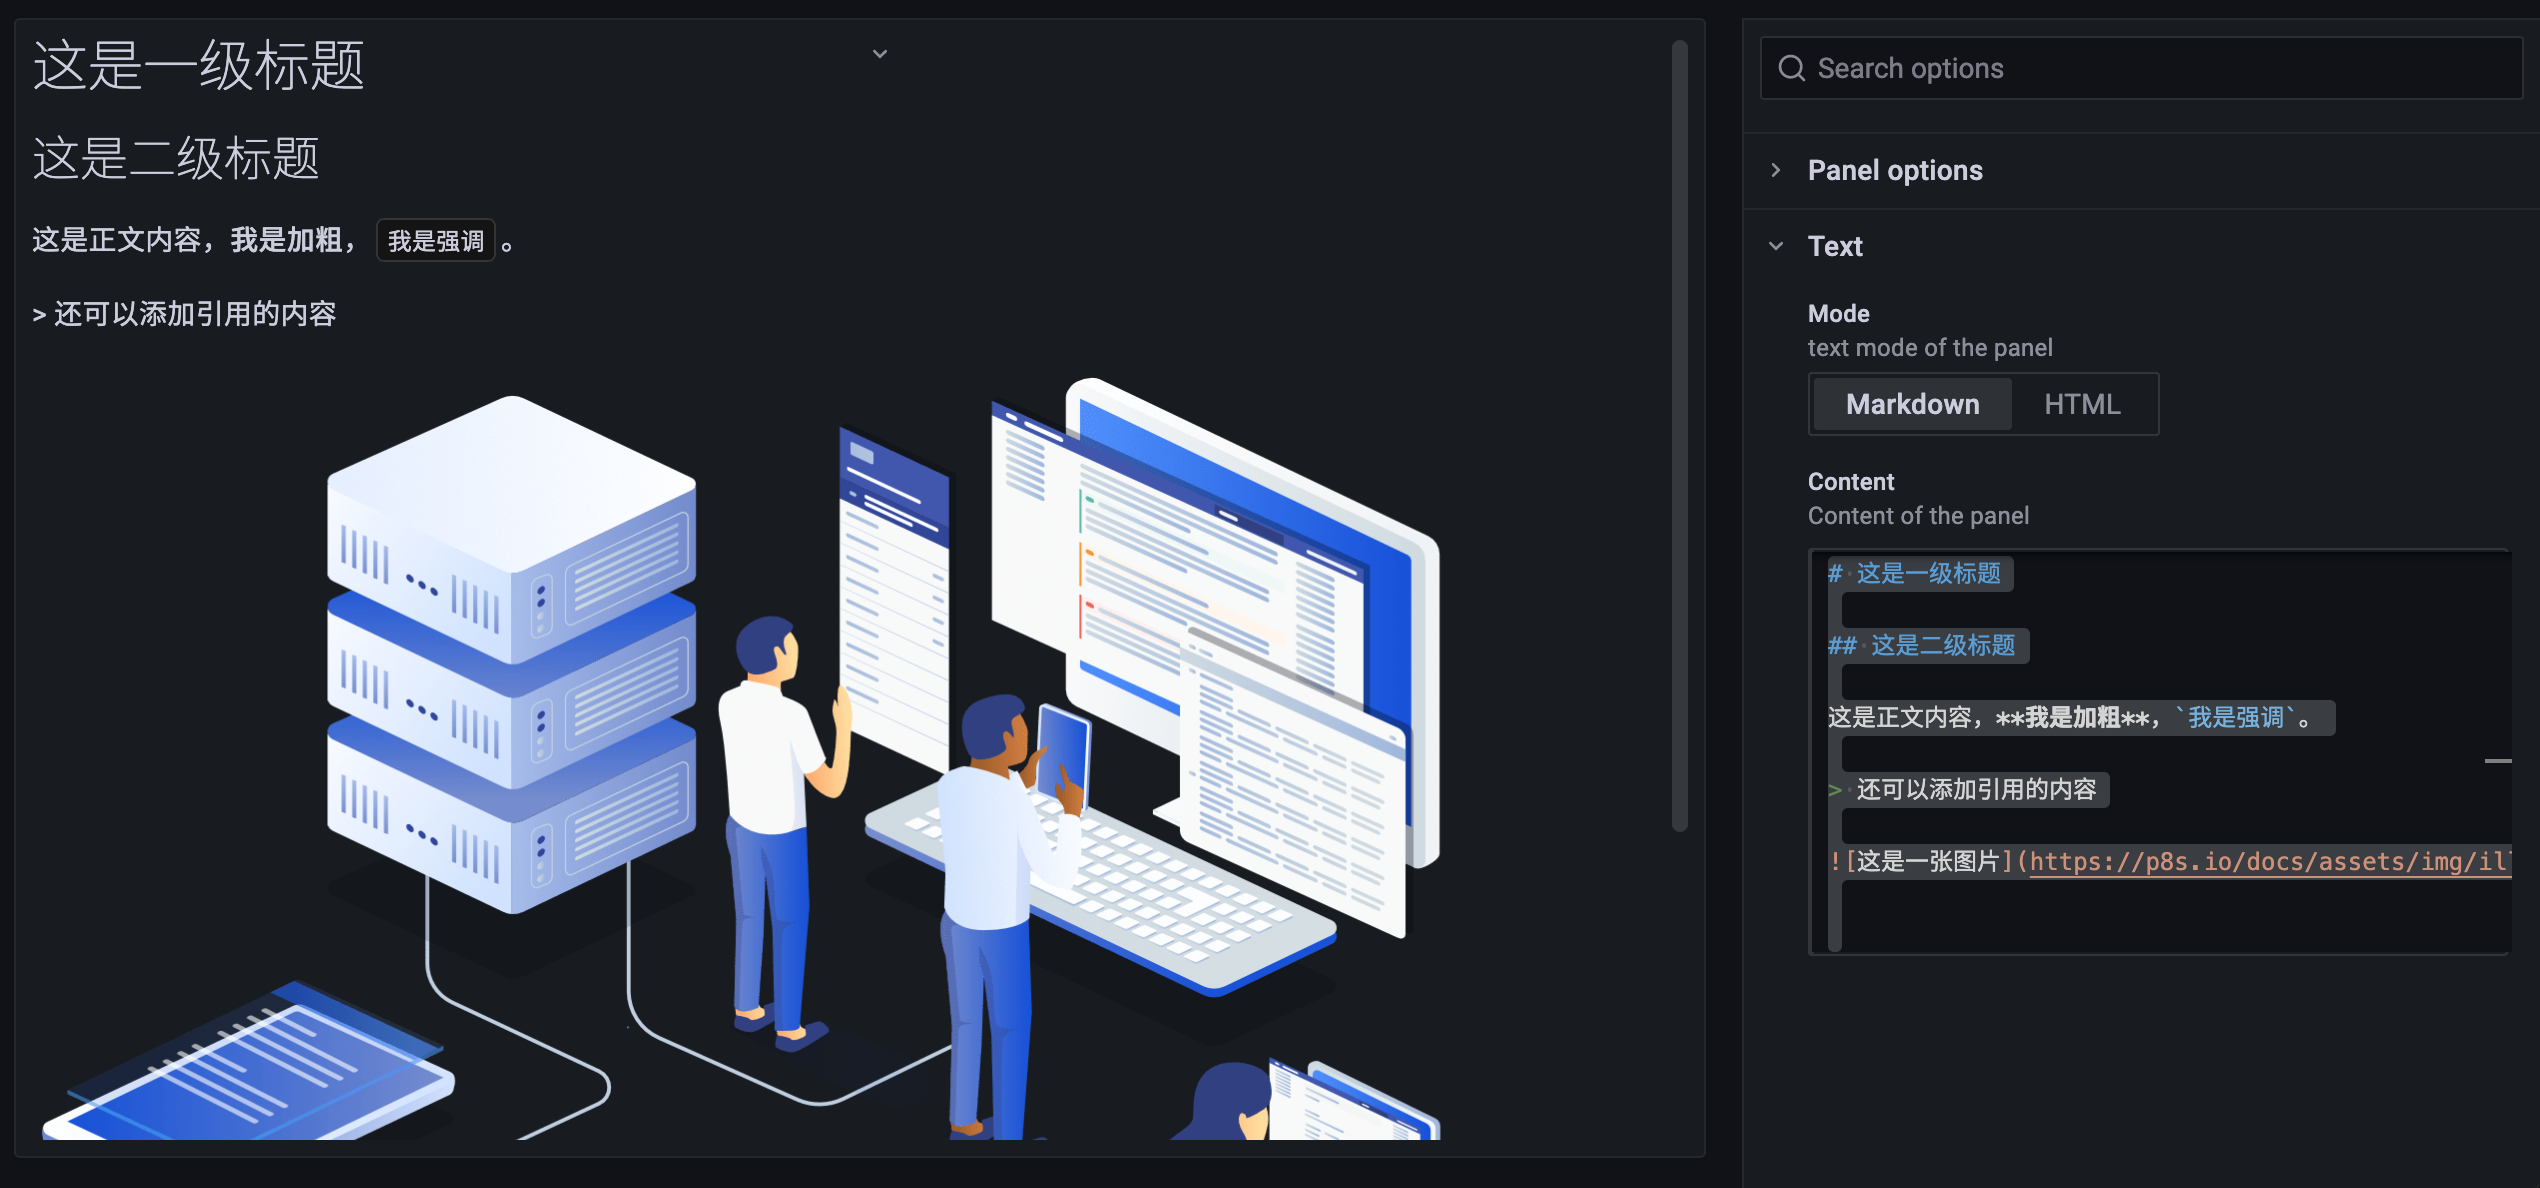 这是一级标题
这是二级标题
这是正文内容，我是加粗， 我是强调 。
> 还可以添加引用的内容
Search options
Panel options
Text
Mode
text mode of the panel
Markdown HTML
Content
Content of the panel
# 这是一级标题
## 这是二级标题
这是正文内容，**我是加粗**，`我是强调`。
> 还可以添加引用的内容
![这是一张图片](https://p8s.io/docs/assets/img/il